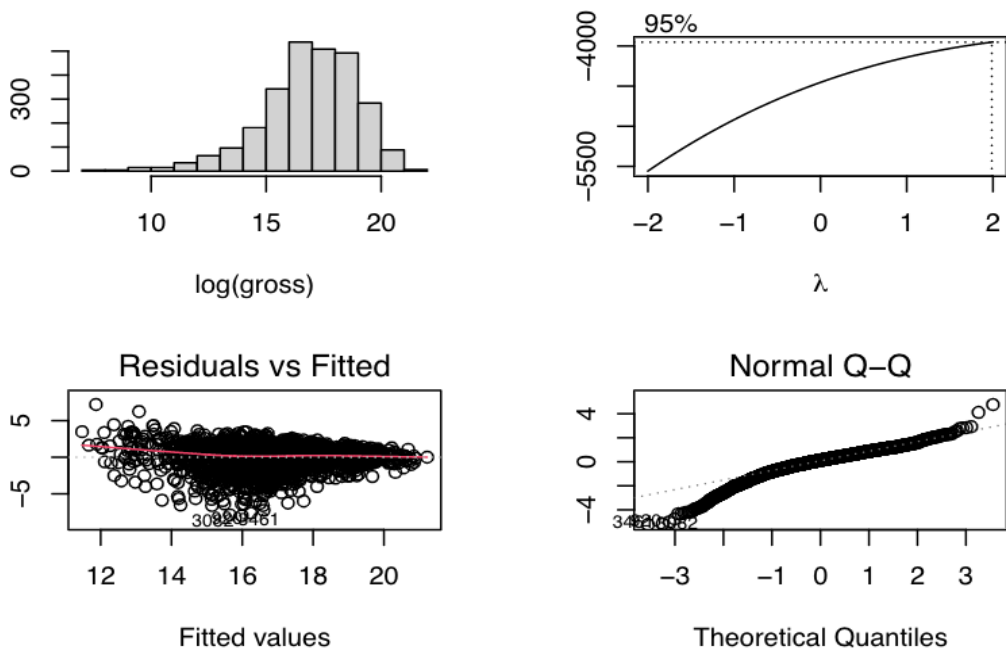 300
0
10 15 20
log(gross)
95%
-4000
-5500
−2 −1 0 1 2
λ
Residuals vs Fitted
5
−5
12 14 16 18 20
Fitted values
Normal Q−Q
4
0
−4
−3 −1 0 1 2 3
Theoretical Quantiles